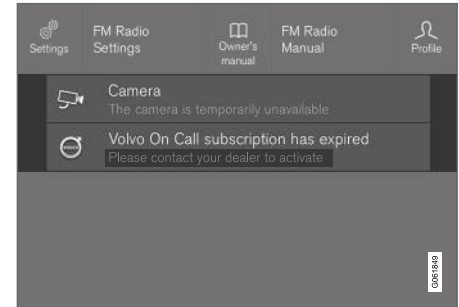 Settings
FM Radio
Settings
Owner's
manual
FM Radio
Manual
Profile
Camera
The camera is temporarily unavailable
Volvo On Call subscription has expired
Please contact your dealer to activate
G061849